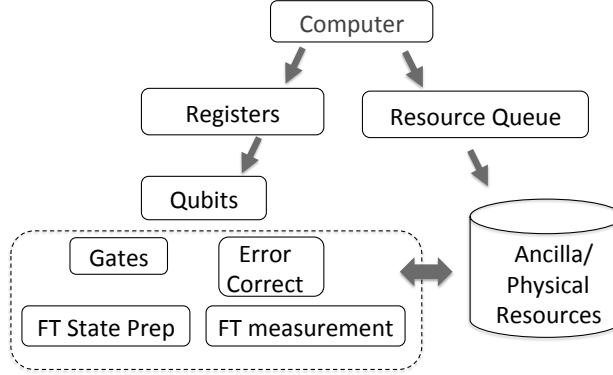 Computer
Registers
Resource Queue
Qubits
Gates
Error
Correct
FT State Prep
FT measurement
Ancilla/
Physical
Resources